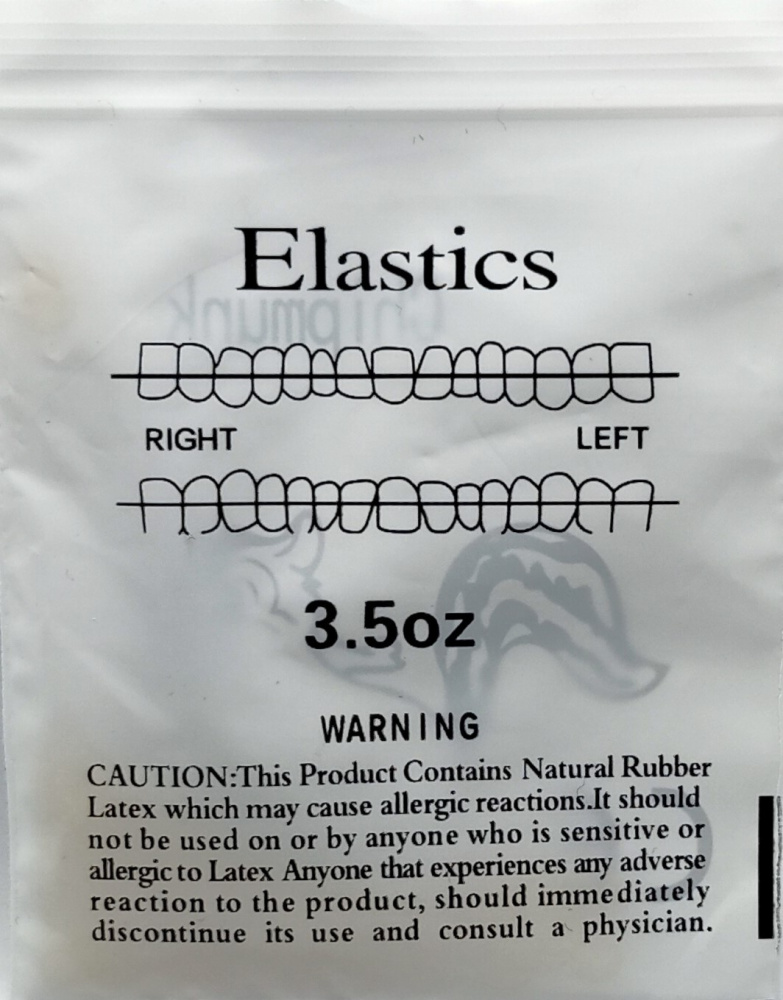 Elastics
Chipmunk
RIGHT LEFT
3.5oz
WARNING
CAUTION:This Product Contains Natural Rubber
Latex which may cause allergic reactions.It should
not be used on or by anyone who is sensitive or
allergic to Latex Anyone that experiences any adverse
reaction to the product, should immediately
discontinue its use and consult a physician.